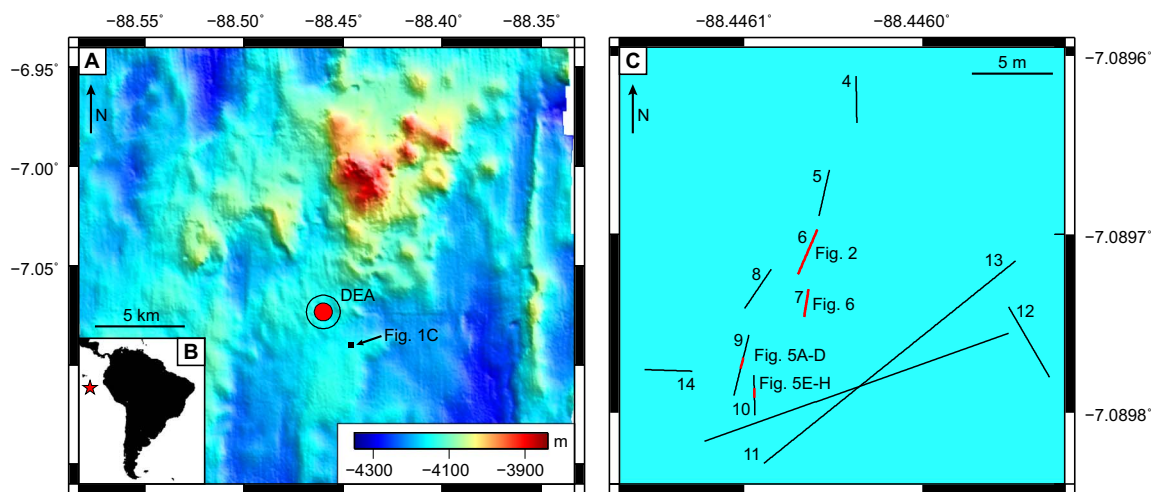 −88.55˚ −88.50˚ −88.45˚ −88.40˚ −88.35˚
−6.95˚
−7.00˚
−7.05˚
A
N
DEA
Fig. 1C
5 km
B
m
−4300 −4100 −3900
−88.4461˚ −88.4460˚
−7.0896˚
−7.0897˚
−7.0898˚
C
5 m
N
4
5
6
Fig. 2
13
8
7
Fig. 6
12
9
Fig. 5A-D
14
Fig. 5E-H
10
11